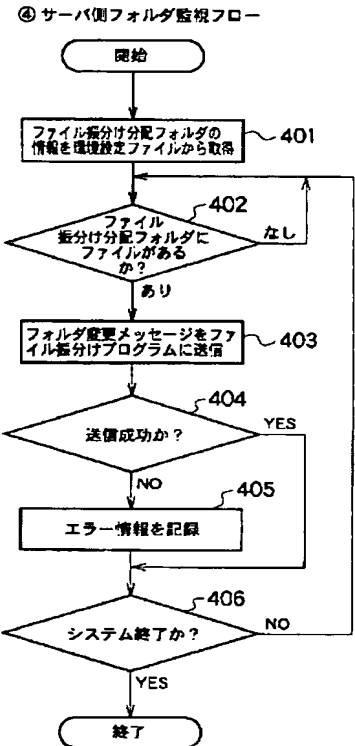 ④ サーバ側フォルダ監視フロー
開始
ファイル振分け分配フォルダの
情報を環境設定ファイルから取得
401
402
ファイル
振分け分配フォルダに
ファイルがある
か?
なし
あり
フォルダ変更メッセージをファ
イル振分けプログラムに送信
403
404
送信成功か?
YES
NO
405
エラー情報を記録
406
システム終了か?
NO
YES
終了